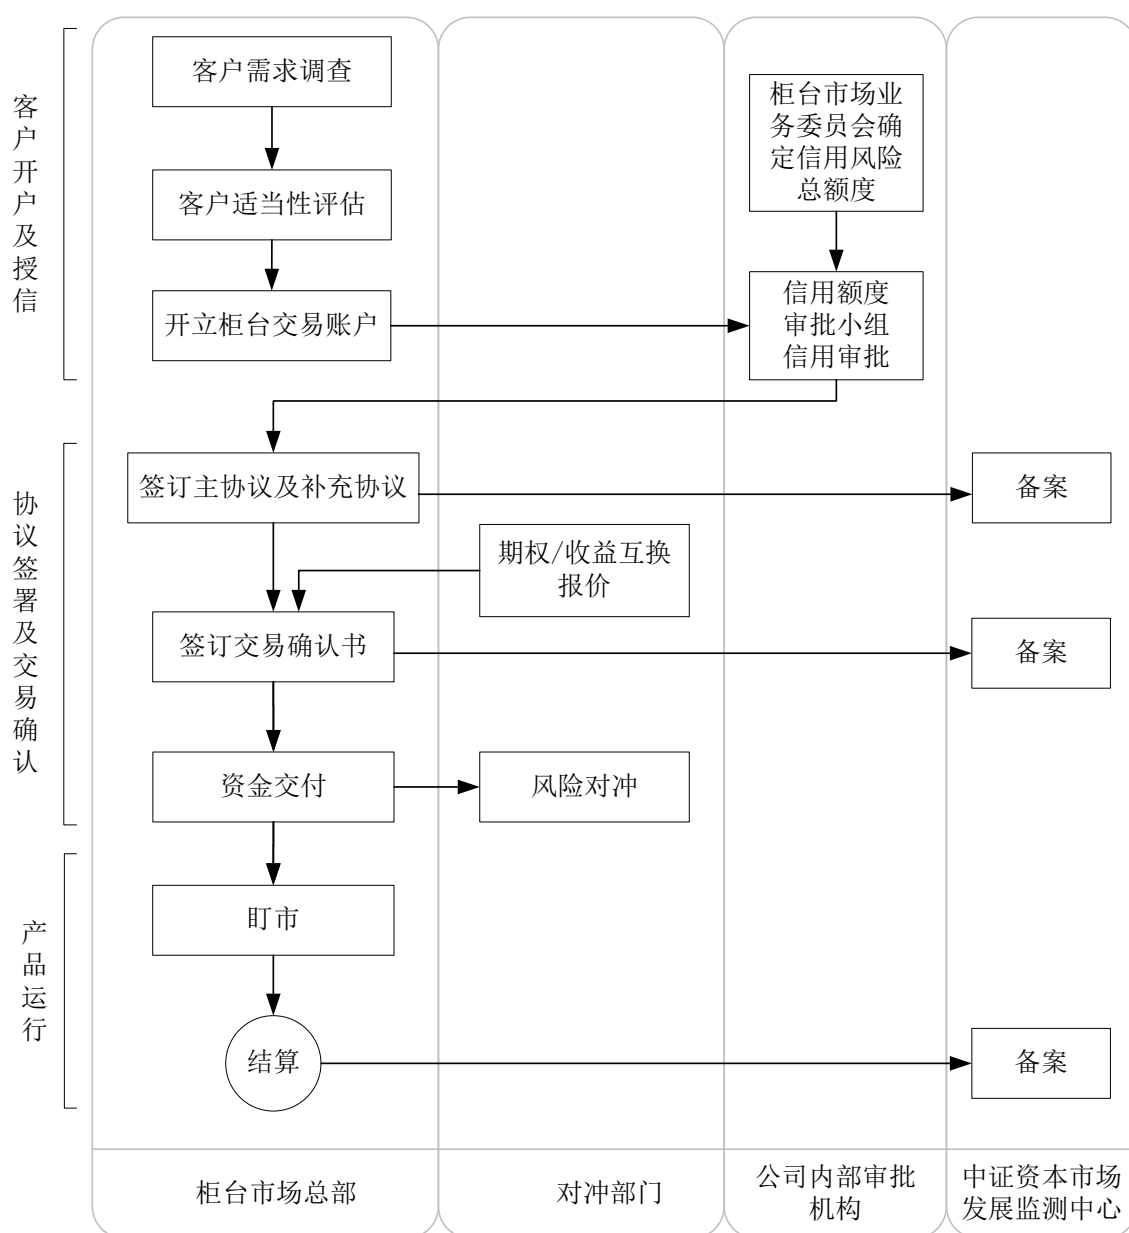 客户开户及授信
客户需求调查
柜台市场业
务委员会确
定信用风险
总额度
客户适当性评估
开立柜台交易账户
信用额度
审批小组
信用审批
协议签署及交易确认
签订主协议及补充协议
备案
期权/收益互换
报价
签订交易确认书
备案
资金交付
风险对冲
产品运行
盯市
结算
备案
柜台市场总部
对冲部门
公司内部审批
机构
中证资本市场
发展监测中心